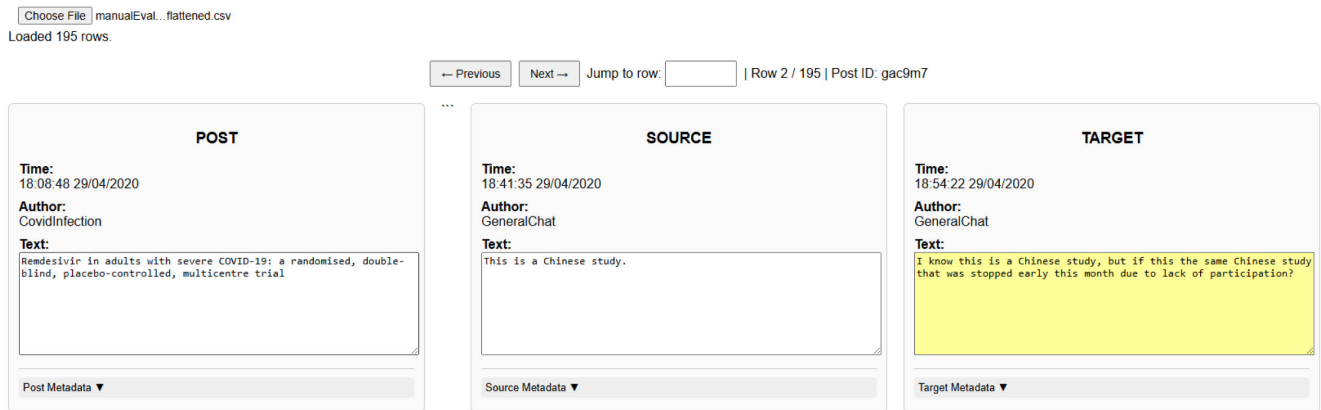 Choose File manualEval…flattened.csv
Loaded 195 rows.
← Previous Next → Jump to row: | Row 2 / 195 | Post ID: gac9m7
```
POST
Time:
18:08:48 29/04/2020
Author:
CovidInfection
Text:
Remdesivir in adults with severe COVID-19: a randomised, double-
blind, placebo-controlled, multicentre trial
Post Metadata ▼
SOURCE
Time:
18:41:35 29/04/2020
Author:
GeneralChat
Text:
This is a Chinese study.
Source Metadata ▼
TARGET
Time:
18:54:22 29/04/2020
Author:
GeneralChat
Text:
I know this is a Chinese study, but if this the same Chinese study
that was stopped early this month due to lack of participation?
Target Metadata ▼